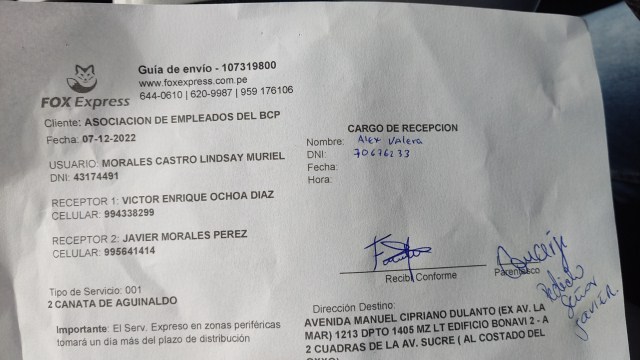 FOX Express
Guía de envío - 107319800
www.foxexpress.com.pe
644-0610 | 620-9987 | 959 176106
Cliente: ASOCIACION DE EMPLEADOS DEL BCP
Fecha: 07-12-2022
USUARIO: MORALES CASTRO LINDSAY MURIEL
DNI: 43174491
RECEPTOR 1: VICTOR ENRIQUE OCHOA DIAZ
CELULAR: 994338299
RECEPTOR 2: JAVIER MORALES PEREZ
CELULAR: 995641414
Tipo de Servicio: 001
2 CANATA DE AGUINALDO
Importante: El Serv. Expreso en zonas periféricas
tomará un día más del plazo de distribución
CARGO DE RECEPCION
Nombre: Alex Valera
DNI: 70676233
Fecha:
Hora:
Recibi Conforme
Parentesco
Pedido
Señor
Javier.
Dirección Destino:
AVENIDA MANUEL CIPRIANO DULANTO (EX AV. LA
MAR) 1213 DPTO 1405 MZ LT EDIFICIO BONAVI 2 - A
2 CUADRAS DE LA AV. SUCRE ( AL COSTADO DEL